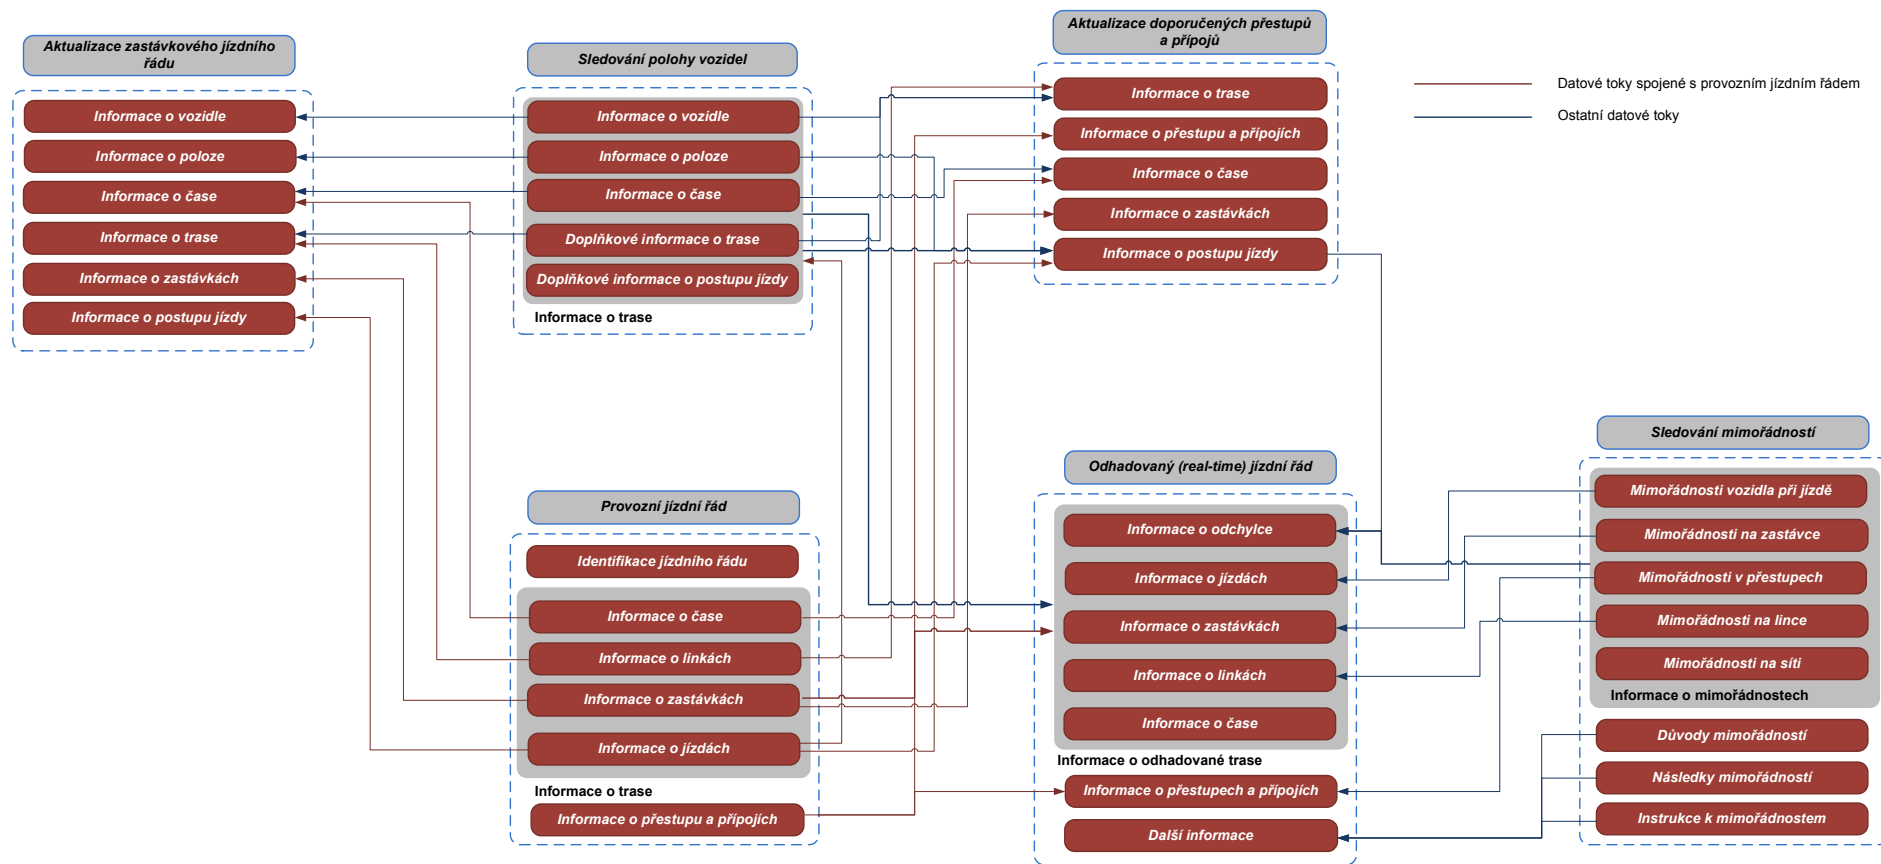 Aktualizace zastávkového jízdního
řádu
Informace o vozidle
Informace o poloze
Informace o čase
Informace o trase
Informace o zastávkách
Informace o postupu jízdy
Sledování polohy vozidel
Informace o vozidle
Informace o poloze
Informace o čase
Doplňkové informace o trase
Doplňkové informace o postupu jízdy
Informace o trase
Aktualizace doporučených přestupů
a přípojů
Informace o trase
Informace o přestupu a přípojích
Informace o čase
Informace o zastávkách
Informace o postupu jízdy
Datové toky spojené s provozním jízdním řádem
Ostatní datové toky
Provozní jízdní řád
Identifikace jízdního řádu
Informace o čase
Informace o linkách
Informace o zastávkách
Informace o jízdách
Informace o trase
Informace o přestupu a přípojích
Odhadovaný (real-time) jízdní řád
Informace o odchylce
Informace o jízdách
Informace o zastávkách
Informace o linkách
Informace o čase
Informace o odhadované trase
Informace o přestupech a přípojích
Další informace
Sledování mimořádností
Mimořádnosti vozidla při jízdě
Mimořádnosti na zastávce
Mimořádnosti v přestupech
Mimořádnosti na lince
Mimořádnosti na síti
Informace o mimořádnostech
Důvody mimořádností
Následky mimořádností
Instrukce k mimořádnostem